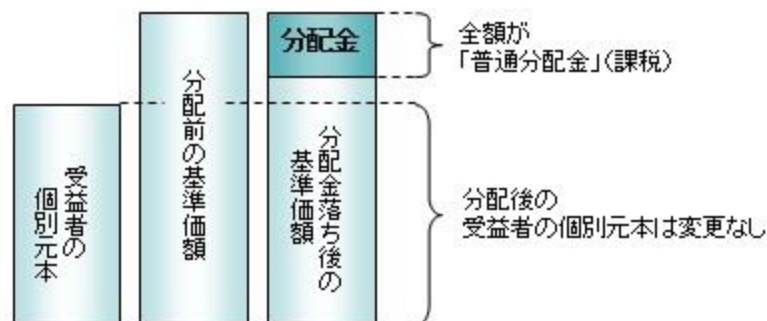 受益者の
個別元本
分配前の基準価額
分配金
分配金落ち後の
基準価額
全額が
「普通分配金」(課税)
分配後の
受益者の個別元本は変更なし